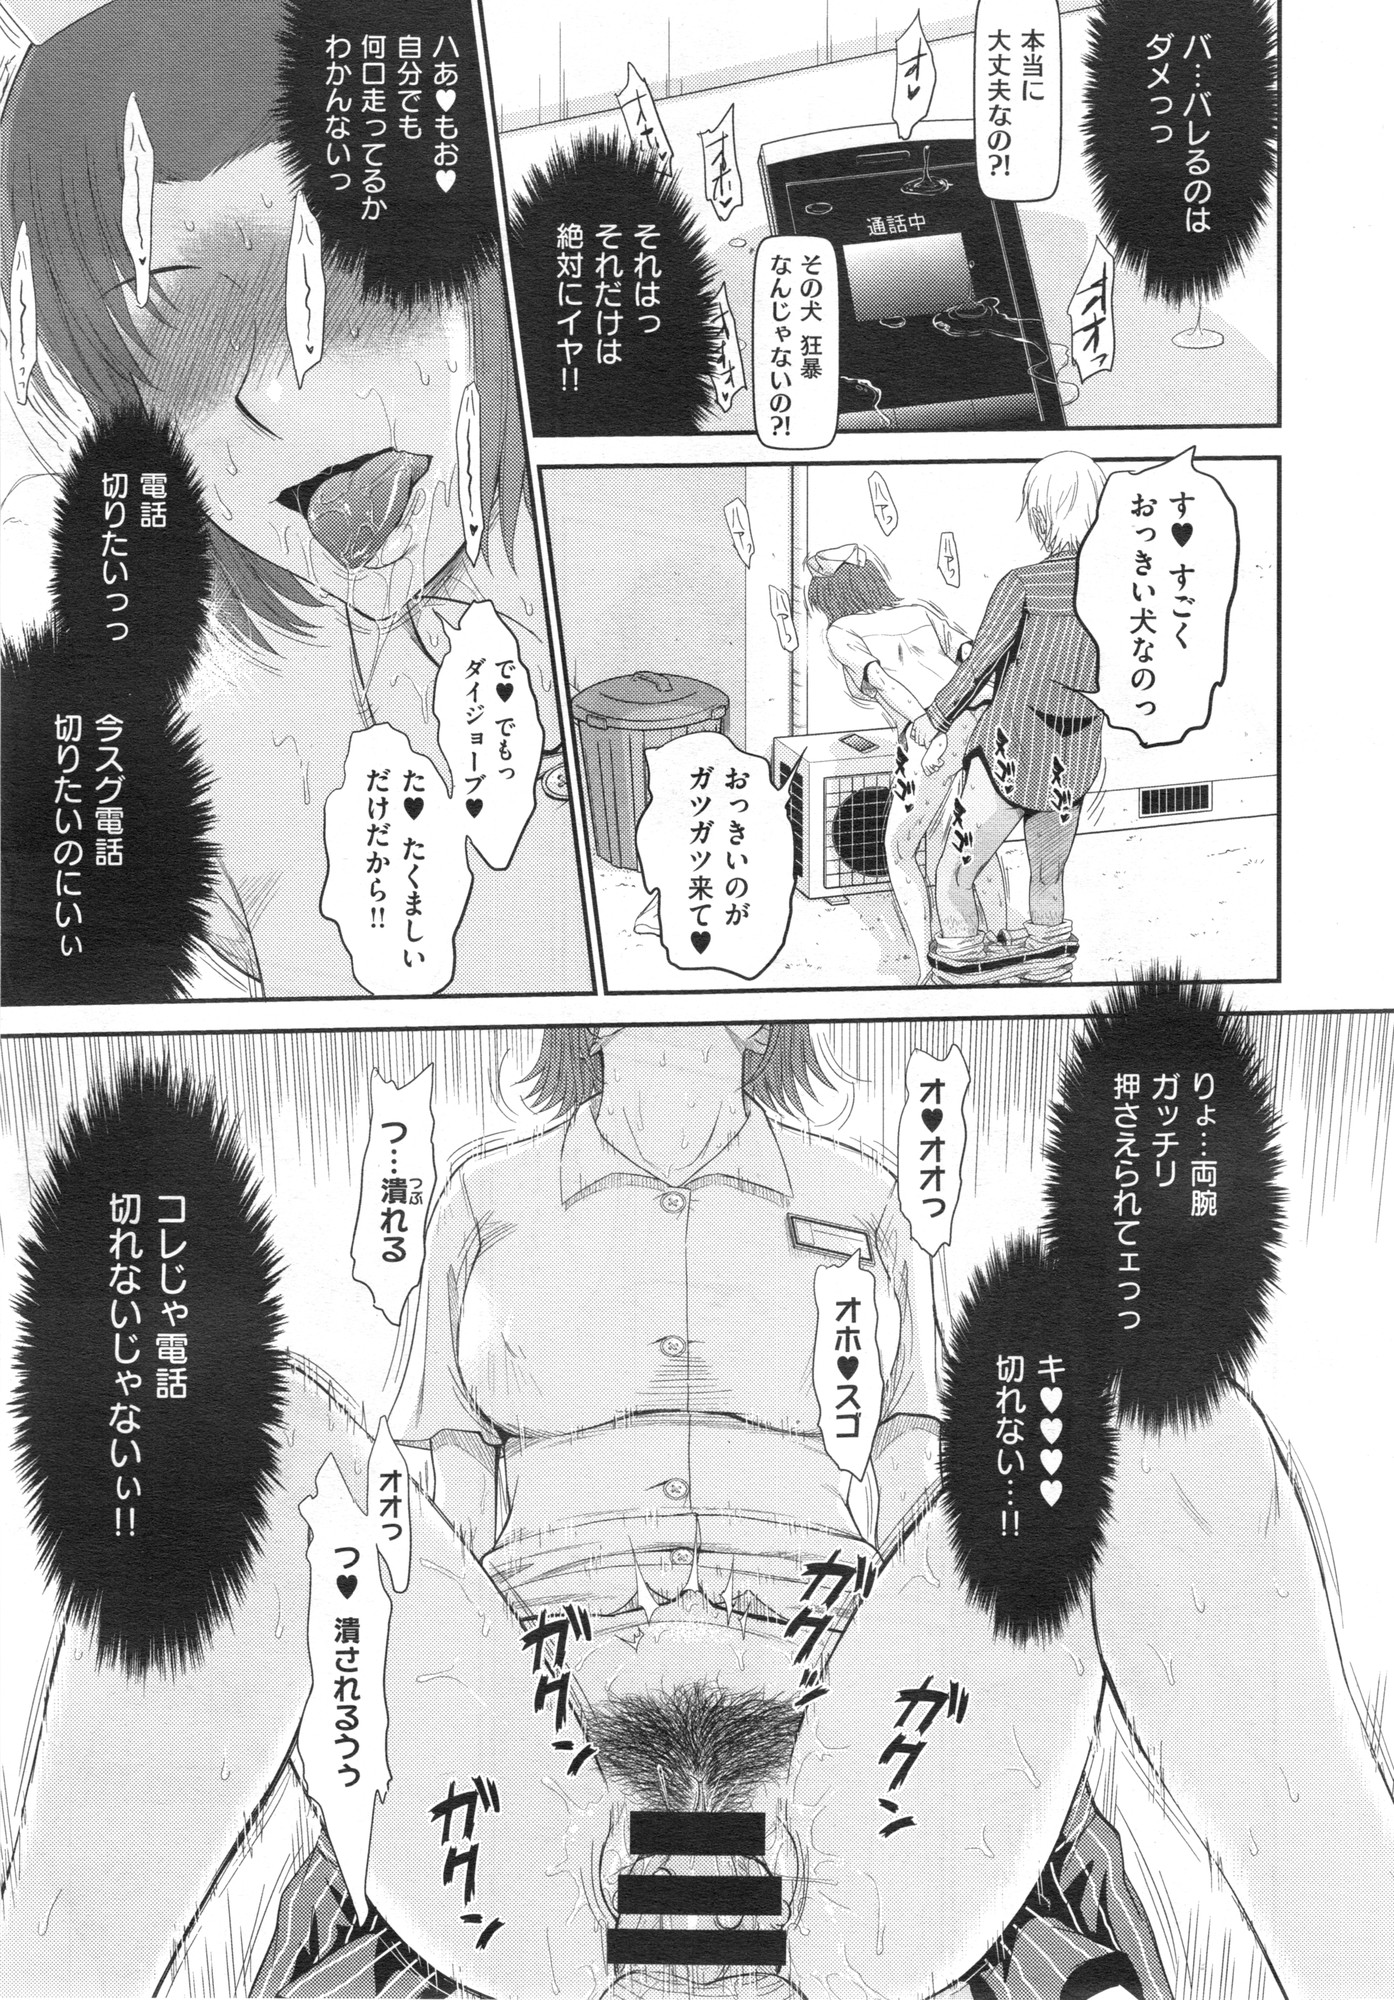 バ…バレるのは
ダメっっ
本当に
大丈夫なの?!
通話中
その犬 狂暴
なんじゃないの?!
それはっ
それだけは
絶対にイヤ!!
す♥すごく
おっきい犬なのっ
おっきいのが
ガツガツ来て♥
ハあ♥もお♥
自分でも
何口走ってるか
わかんないっ
で♥でもっ
ダイジョーブ♥
た♥たくましい
だけだから!!
電話
切りたいっっ
今スグ電話
切りたいのにいぃ
りょ…両腕
ガッチリ
押さえられてェっっ
キ♥♥♥♥
切れない…!!
オ♥オオっ
オホ♥スゴ
つ…潰れる
つぶ
コレじゃ電話
切れないじゃないぃ!!
オオっ
つ♥潰されるうぅ
ガクン
ガクン
ガクン
ガクン